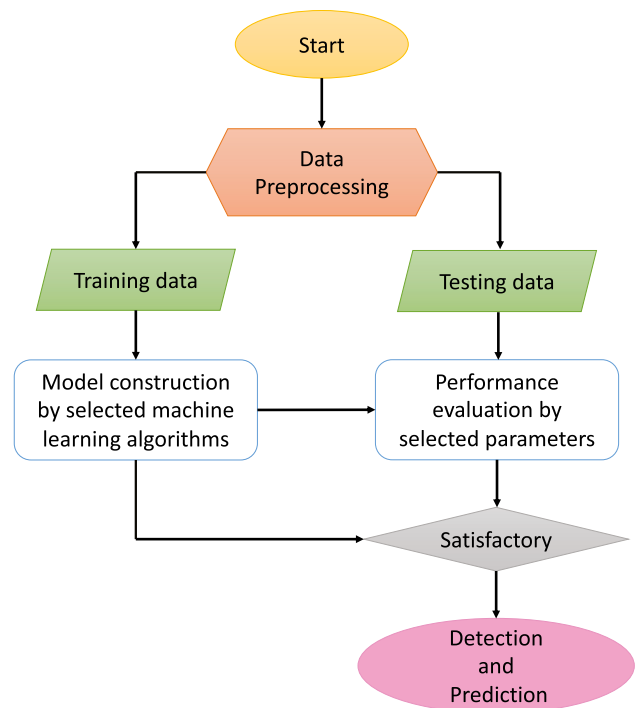 Start
Data
Preprocessing
Training data
Testing data
Model construction
by selected machine
learning algorithms
Performance
evaluation by
selected parameters
Satisfactory
Detection
and
Prediction